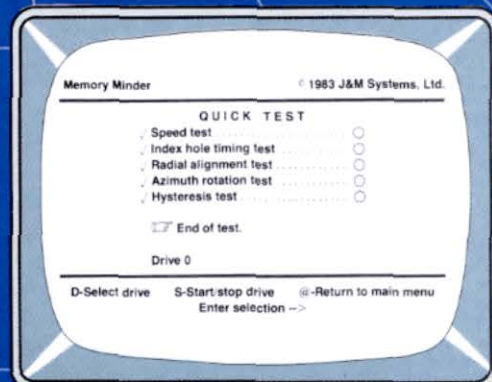 Memory Minder © 1983 J&M Systems, Ltd.
QUICK TEST
√ Speed test ..................... ○
√ Index hole timing test ............ ○
√ Radial alignment test ............ ○
√ Azimuth rotation test ............ ○
√ Hysteresis test ................... ○
☞ End of test.
Drive 0
D-Select drive S-Start/stop drive @-Return to main menu
Enter selection -->